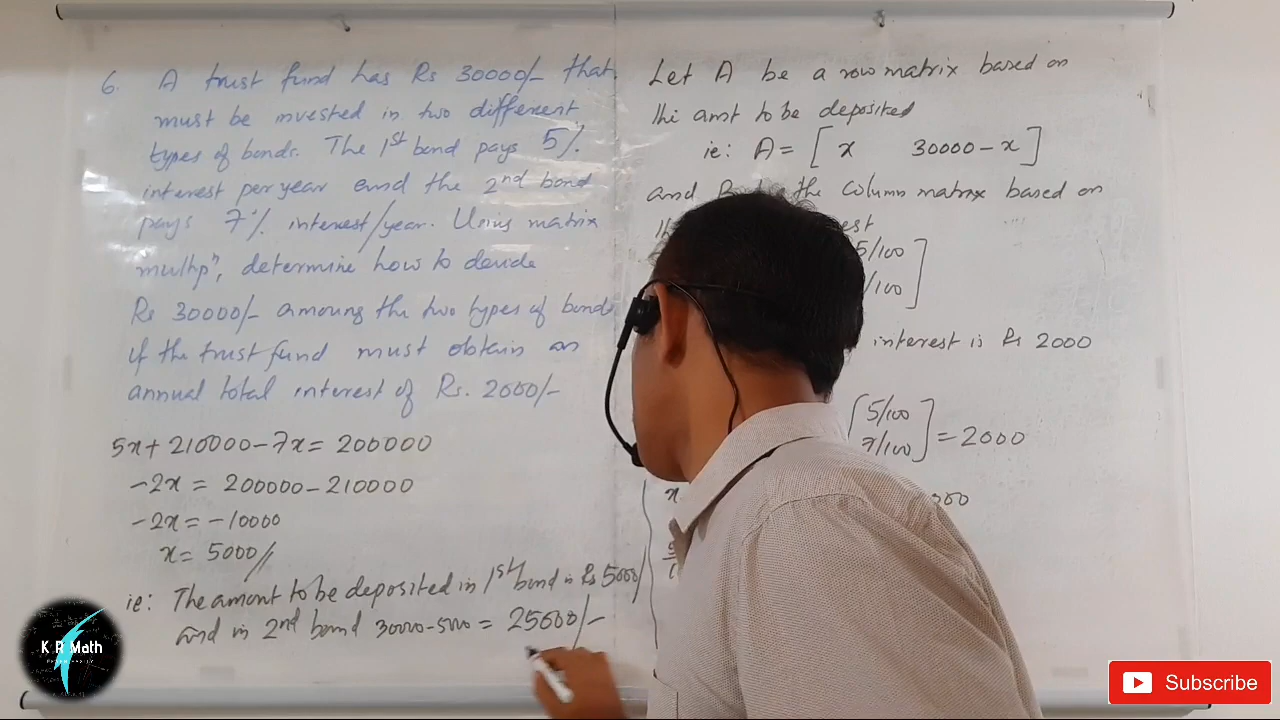 6. A trust fund has Rs 30000/- that
must be invested in two different
types of bonds. The 1st bond pays 5%
interest per year and the 2nd bond
pays 7% interest/year. Using matrix
multpn, determine how to devide
Rs 30000/- amoung the two types of bonds
if the trust fund must obtain an
annual total interest of Rs. 2000/-
5x + 210000 - 7x = 200000
-2x = 200000 - 210000
-2x = -10000
x = 5000//
ie: The amont to be deposited in 1st bond is Rs 5000/
and in 2nd bond 30000-5000 = 25000/-
Let A be a row matrix based on
the amt to be deposited
ie: A = [ x 30000 - x ]
and B the column matrix based on
5/100
/100
interest is Rs 2000
[5/100
7/100] = 2000
x
K R Math
Subscribe